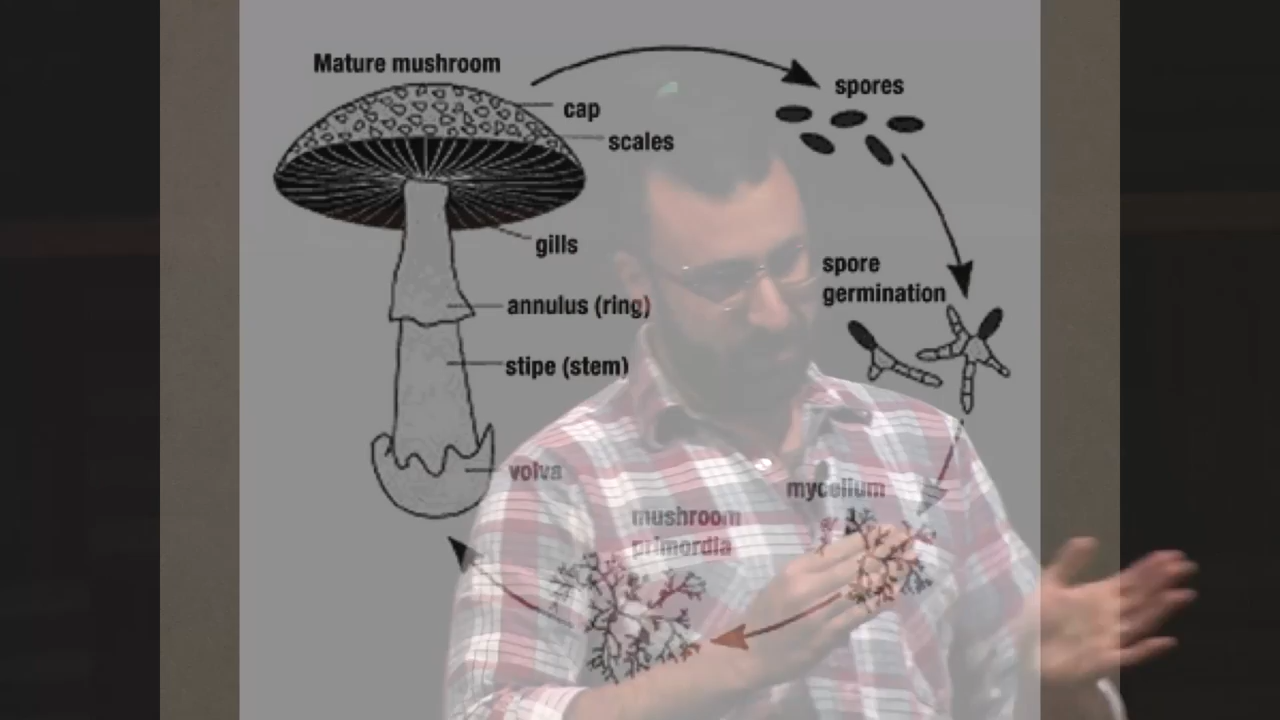 Mature mushroom
cap
scales
gills
annulus (ring)
stipe (stem)
volva
spores
spore
germination
mycelium
mushroom
primordia